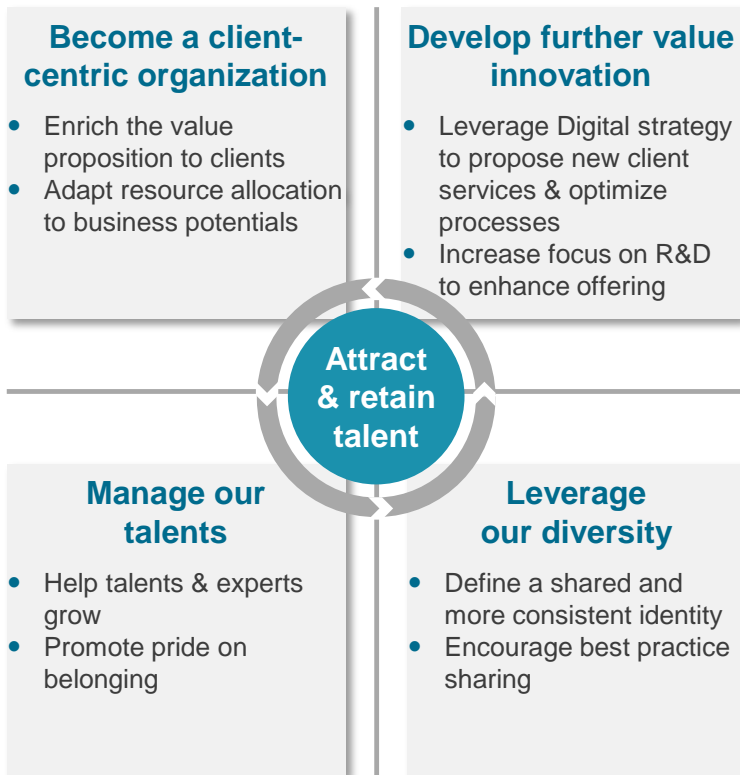 Become a client-
centric organization
• Enrich the value
proposition to clients
• Adapt resource allocation
to business potentials
Develop further value
innovation
• Leverage Digital strategy
to propose new client
services & optimize
processes
• Increase focus on R&D
to enhance offering
Attract
& retain
talent
Manage our
talents
• Help talents & experts
grow
• Promote pride on
belonging
Leverage
our diversity
• Define a shared and
more consistent identity
• Encourage best practice
sharing